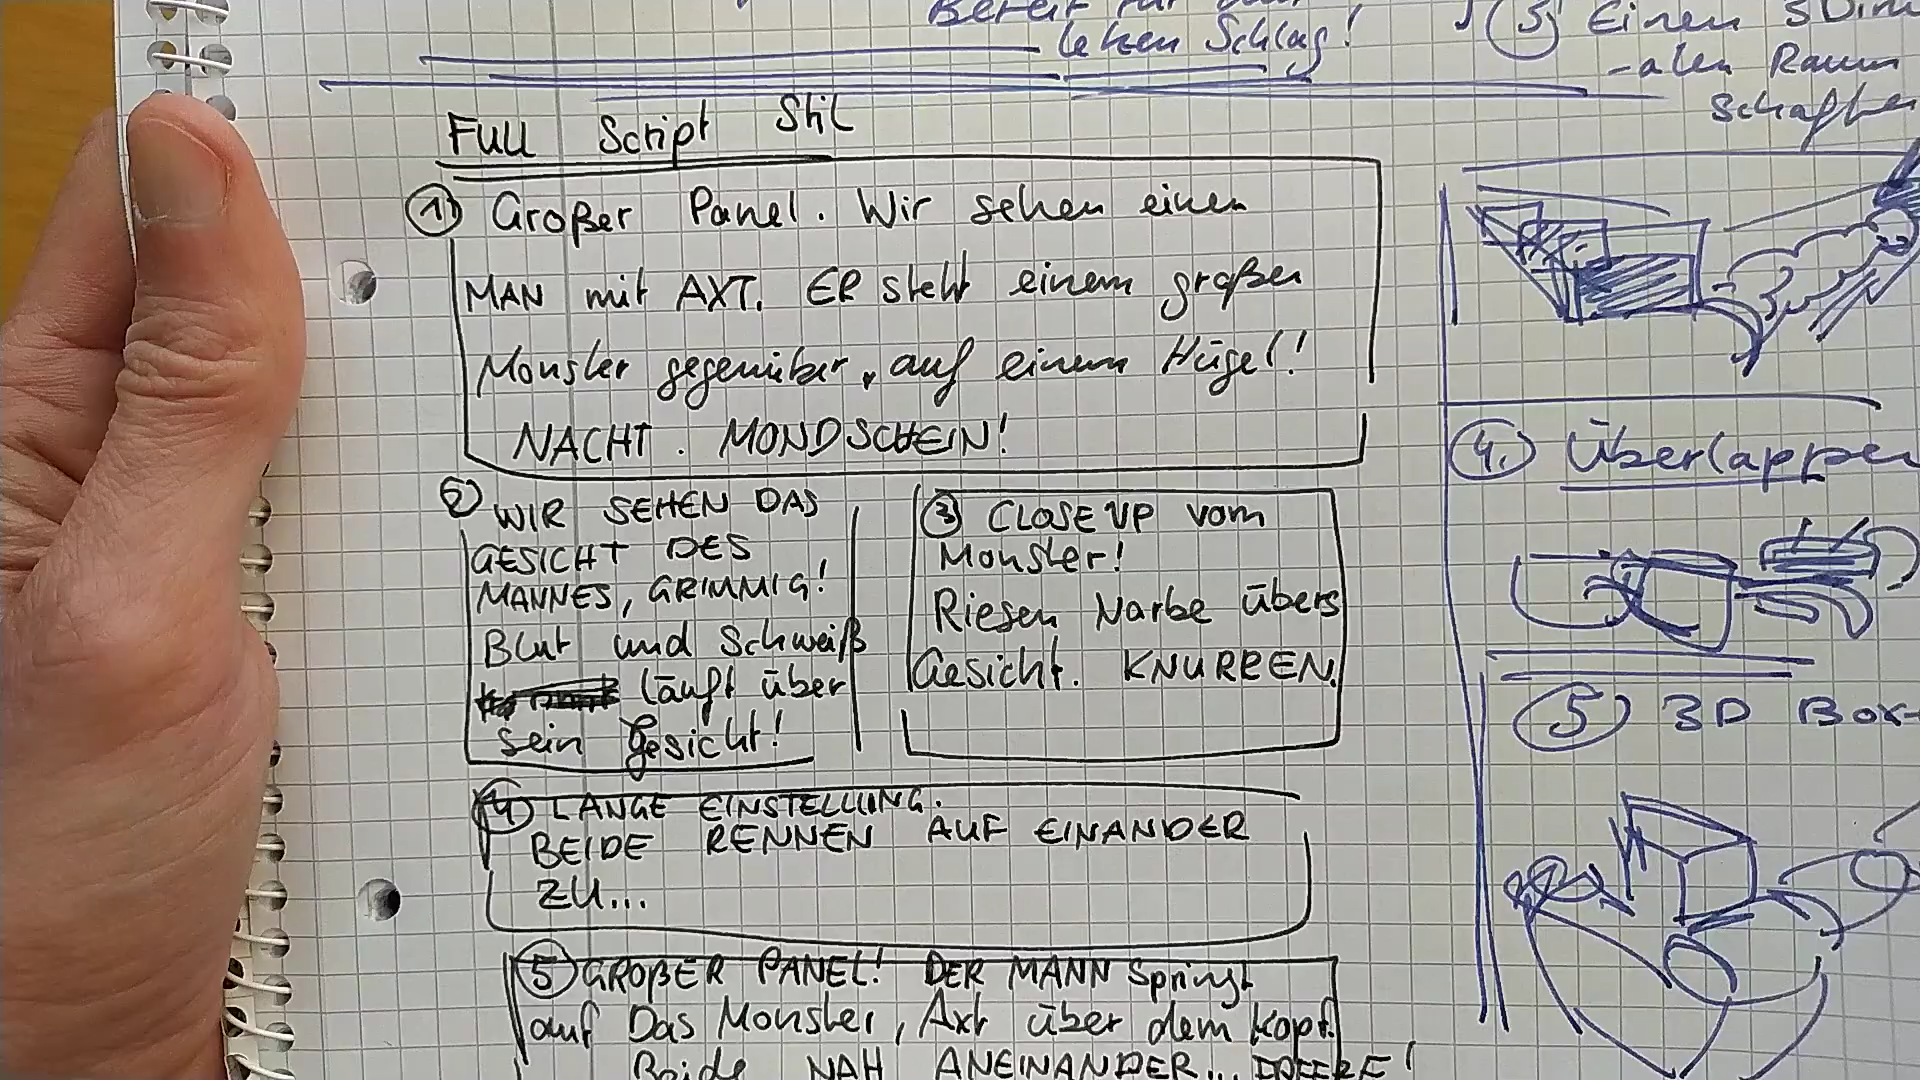 letzen Schlag!
5 Einen
-alen Raum
schaffen
Full Script Stil
1) Großer Panel. Wir sehen einen
MAN mit AXT. ER steht einem großen
Monster gegenüber, auf einem Hügel!
NACHT. MONDSCHEIN!
2 WIR SEHEN DAS
GESICHT DES
MANNES, GRIMMIG!
Blut und Schweiß
läuft über
sein Gesicht!
3 CLOSE UP vom
Monster!
Riesen Narbe übers
Gesicht. KNURREN.
4 LANGE EINSTELLUNG.
BEIDE RENNEN AUF EINANDER
ZU...
5 GROßER PANEL! DER MANN Springt
auf Das Monster, Axt über dem Kopf.
Beide NAH ANEINANDER...
4. Überlappen
5 3D Box-